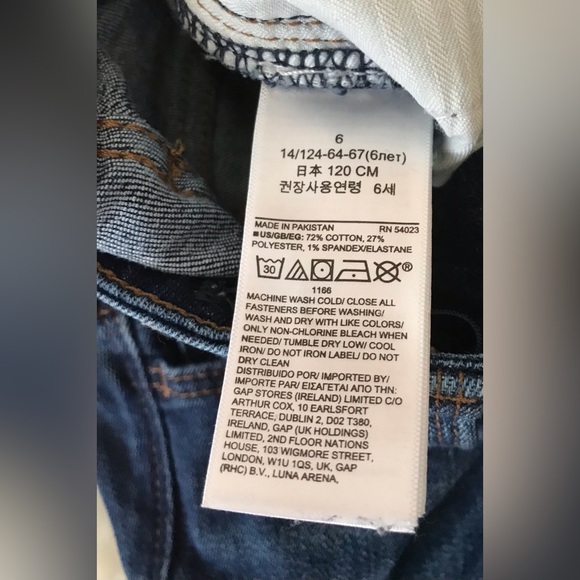 6
14/124-64-67(6лет)
日本 120 CM
권장사용연령 6세
MADE IN PAKISTAN RN 54023
■US/GB/EG: 72% COTTON, 27%
POLYESTER, 1% SPANDEX/ELASTANE
30 ®
1166
MACHINE WASH COLD/ CLOSE ALL
FASTENERS BEFORE WASHING/
WASH AND DRY WITH LIKE COLORS/
ONLY NON-CHLORINE BLEACH WHEN
NEEDED/ TUMBLE DRY LOW/ COOL
IRON/ DO NOT IRON LABEL/ DO NOT
DRY CLEAN
DISTRIBUIDO POR/ IMPORTED BY/
IMPORTE PAR/ ΕΙΣΑΓΕΤΑΙ ΑΠΟ ΤΗΝ:
GAP STORES (IRELAND) LIMITED C/O
ARTHUR COX, 10 EARLSFORT
TERRACE, DUBLIN 2, D02 T380,
IRELAND, GAP (UK HOLDINGS)
LIMITED, 2ND FLOOR NATIONS
HOUSE, 103 WIGMORE STREET,
LONDON, W1U 1QS, UK, GAP
(RHC) B.V., LUNA ARENA,